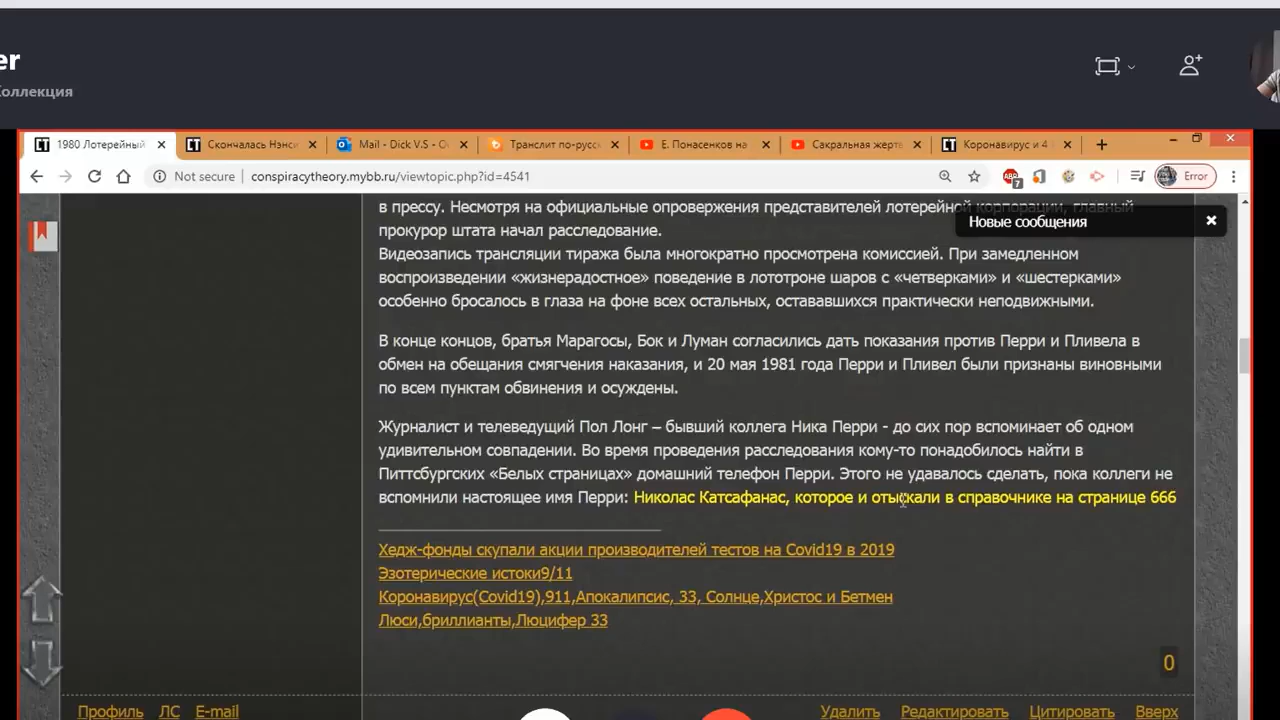 er
Коллекция
1980 Лотерейный
Скончалась Нэнси
Mail - Dick V.S - O
Транслит по-русс
Е. Понасенков на
Сакральная жертв
Коронавирус и 4
Not secure
conspiracytheory.mybb.ru/viewtopic.php?id=4541
7
Error
в прессу. Несмотря на официальные опровержения представителей лотерейной корпорации, главный
Новые сообщения
прокурор штата начал расследование.
Видеозапись трансляции тиража была многократно просмотрена комиссией. При замедленном
воспроизведении «жизнерадостное» поведение в лототроне шаров с «четверками» и «шестерками»
особенно бросалось в глаза на фоне всех остальных, остававшихся практически неподвижными.
В конце концов, братья Марагосы, Бок и Луман согласились дать показания против Перри и Пливела в
обмен на обещания смягчения наказания, и 20 мая 1981 года Перри и Пливел были признаны виновными
по всем пунктам обвинения и осуждены.
Журналист и телеведущий Пол Лонг – бывший коллега Ника Перри - до сих пор вспоминает об одном
удивительном совпадении. Во время проведения расследования кому-то понадобилось найти в
Питтсбургских «Белых страницах» домашний телефон Перри. Этого не удавалось сделать, пока коллеги не
вспомнили настоящее имя Перри: Николас Катсафанас, которое и отыскали в справочнике на странице 666
Хедж-фонды скупали акции производителей тестов на Covid19 в 2019
Эзотерические истоки9/11
Коронавирус(Covid19),911,Апокалипсис, 33, Солнце,Христос и Бетмен
Люси,бриллианты,Люцифер 33
0
Профиль ЛС E-mail
Удалить Редактировать Цитировать Вверх